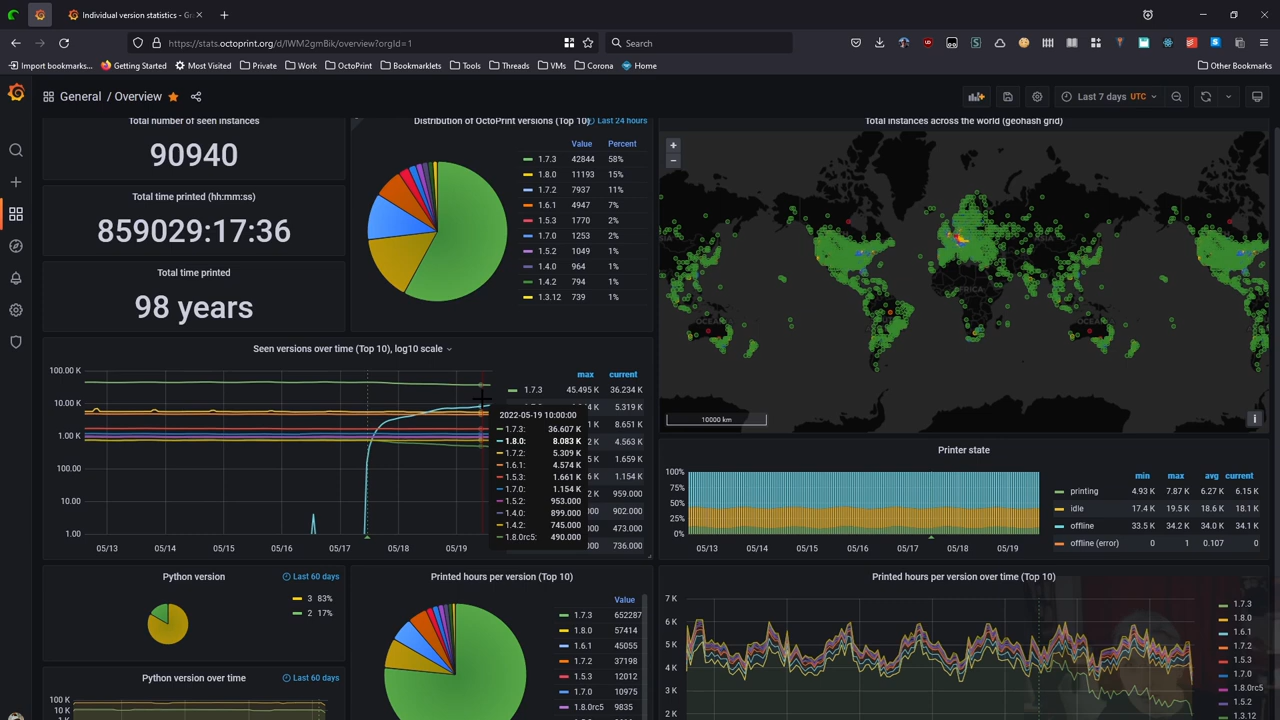 Individual version statistics - Gr
https://stats.octoprint.org/d/IWM2gmBik/overview?orgId=1
Search
Import bookmarks... Getting Started Most Visited Private Work OctoPrint Bookmarklets Tools Threads VMs Corona Home Other Bookmarks
General / Overview
Last 7 days UTC
Total number of seen instances
90940
Total time printed (hh:mm:ss)
859029:17:36
Total time printed
98 years
Distribution of OctoPrint versions (Top 10)
Last 24 hours
Value Percent
1.7.3 42844 58%
1.8.0 11193 15%
1.7.2 7937 11%
1.6.1 4947 7%
1.5.3 1770 2%
1.7.0 1253 2%
1.5.2 1049 1%
1.4.0 964 1%
1.4.2 794 1%
1.3.12 739 1%
Total instances across the world (geohash grid)
+
−
ASIA
AFRICA
10000 km
i
Seen versions over time (Top 10), log10 scale
100.00 K
10.00 K
1.00 K
100.00
10.00
1.00
05/13 05/14 05/15 05/16 05/17 05/18 05/19
max current
1.7.3 45.495 K 36.234 K
5.319 K
8.651 K
4.563 K
1.659 K
1.154 K
959.000
902.000
473.000
736.000
2022-05-19 10:00:00
1.7.3: 36.607 K
1.8.0: 8.083 K
1.7.2: 5.309 K
1.6.1: 4.574 K
1.5.3: 1.661 K
1.7.0: 1.154 K
1.5.2: 953.000
1.4.0: 899.000
1.4.2: 745.000
1.8.0rc5: 490.000
Printer state
100%
75%
50%
25%
0%
05/13 05/14 05/15 05/16 05/17 05/18 05/19
min max avg current
printing 4.93 K 7.87 K 6.27 K 6.15 K
idle 17.4 K 19.5 K 18.6 K 18.1 K
offline 33.5 K 34.2 K 34.0 K 34.1 K
offline (error) 0 1 0.107 0
Python version
Last 60 days
3 83%
2 17%
Python version over time
Last 60 days
100 K
10 K
Printed hours per version (Top 10)
Value
1.7.3 652287
1.8.0 57414
1.6.1 45055
1.7.2 37198
1.5.3 12012
1.7.0 10975
1.8.0rc5 9835
Printed hours per version over time (Top 10)
7 K
6 K
5 K
4 K
3 K
2 K
1.7.3
1.8.0
1.6.1
1.7.2
1.5.3
1.7.0
1.8.0rc5
1.5.2
1.3.12